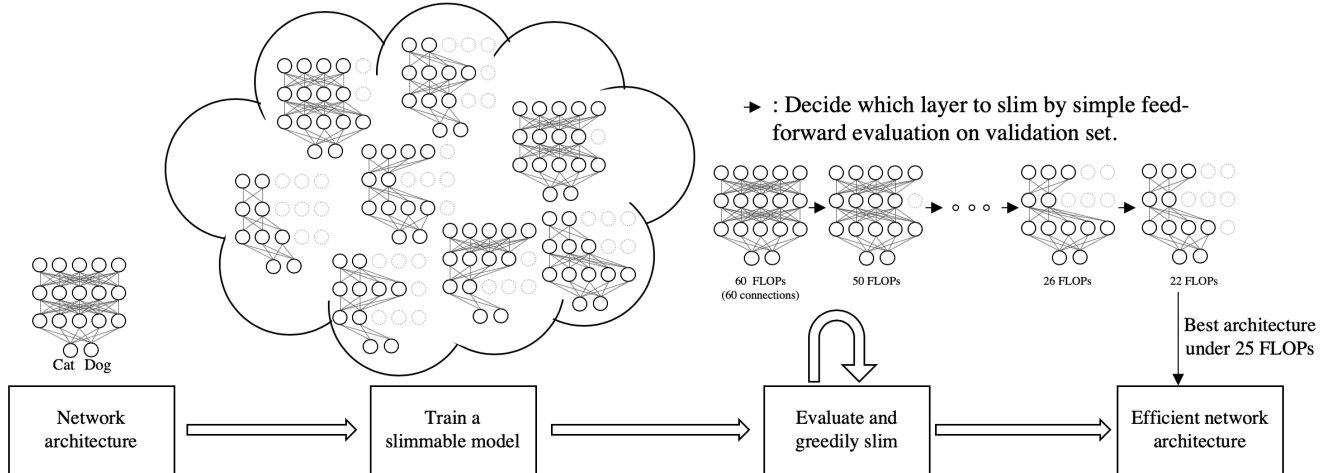 : Decide which layer to slim by simple feed-
forward evaluation on validation set.
60 FLOPs
(60 connections)
50 FLOPs
26 FLOPs
22 FLOPs
Cat Dog
Best architecture
under 25 FLOPs
Network
architecture
Train a
slimmable model
Evaluate and
greedily slim
Efficient network
architecture